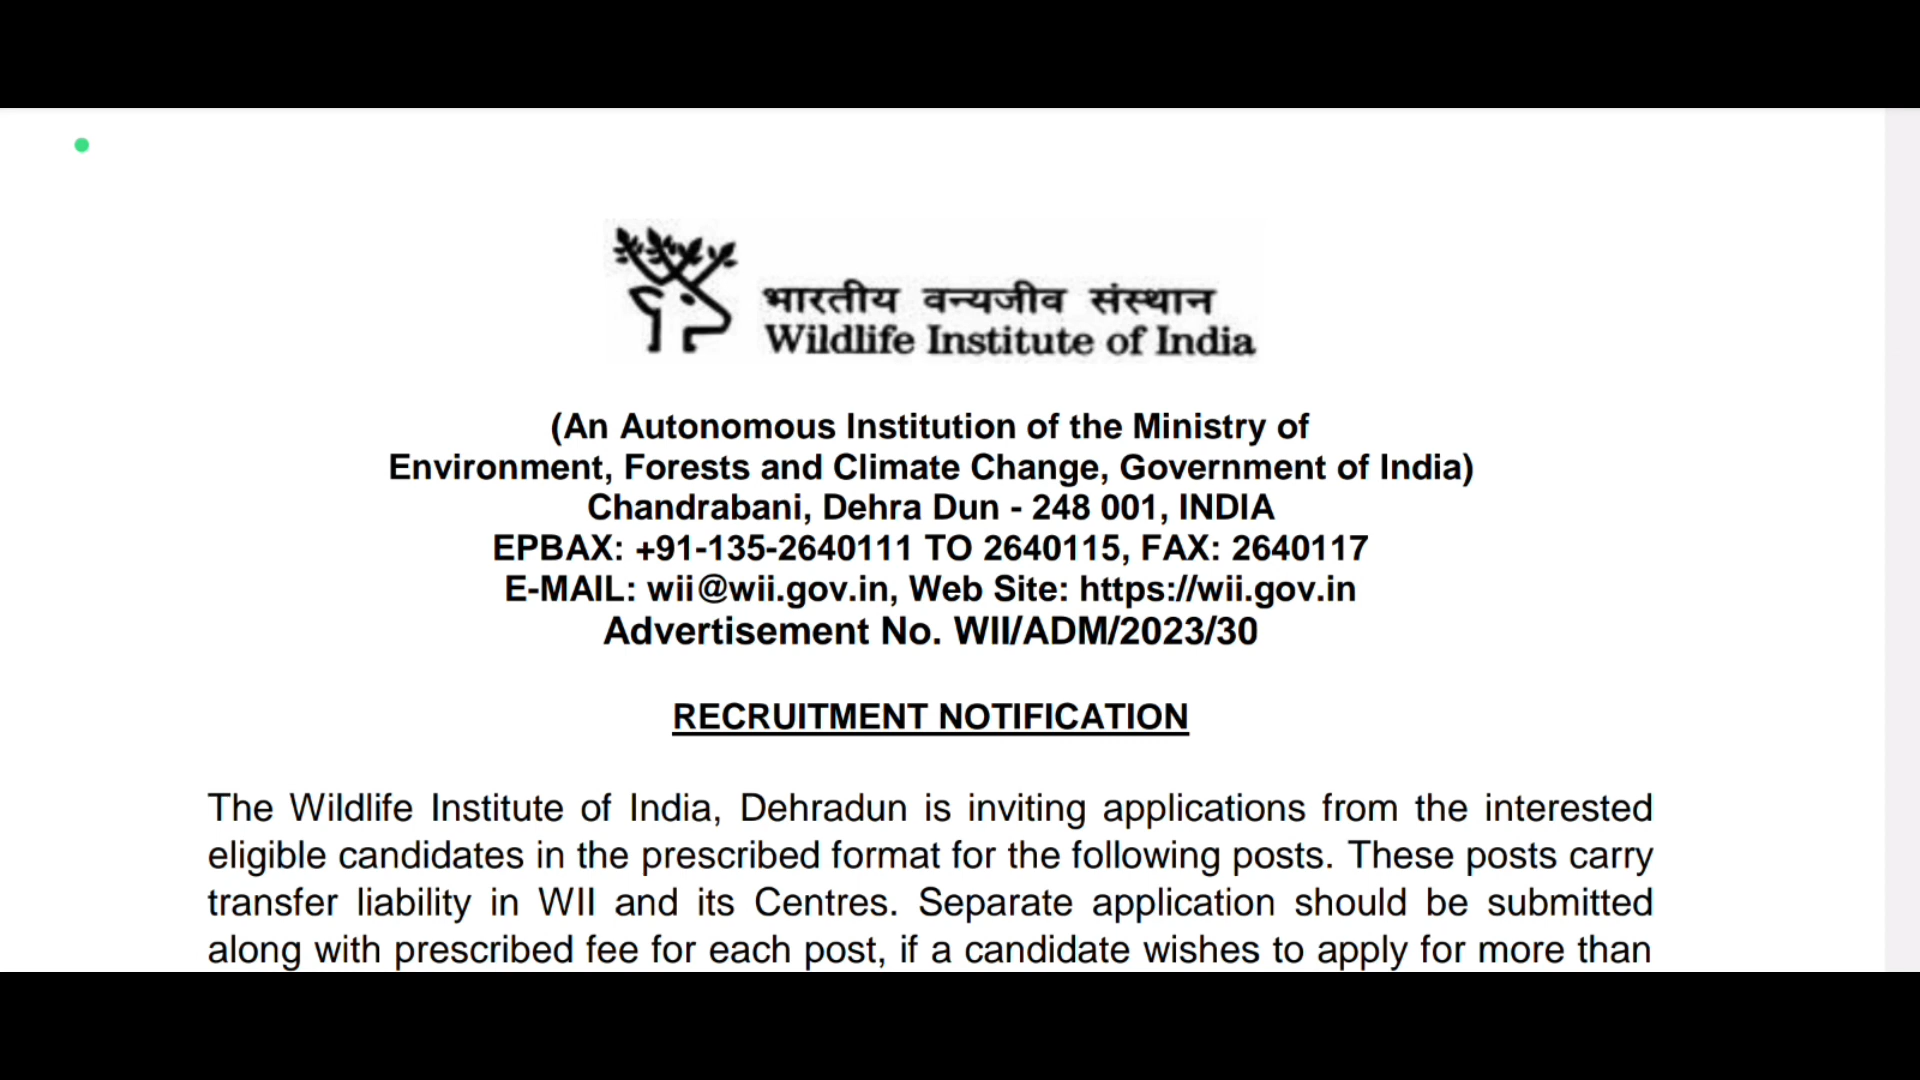 भारतीय वन्यजीव संस्थान
Wildlife Institute of India
(An Autonomous Institution of the Ministry of
Environment, Forests and Climate Change, Government of India)
Chandrabani, Dehra Dun - 248 001, INDIA
EPBAX: +91-135-2640111 TO 2640115, FAX: 2640117
E-MAIL: wii@wii.gov.in, Web Site: https://wii.gov.in
Advertisement No. WII/ADM/2023/30
RECRUITMENT NOTIFICATION
The Wildlife Institute of India, Dehradun is inviting applications from the interested
eligible candidates in the prescribed format for the following posts. These posts carry
transfer liability in WII and its Centres. Separate application should be submitted
along with prescribed fee for each post, if a candidate wishes to apply for more than